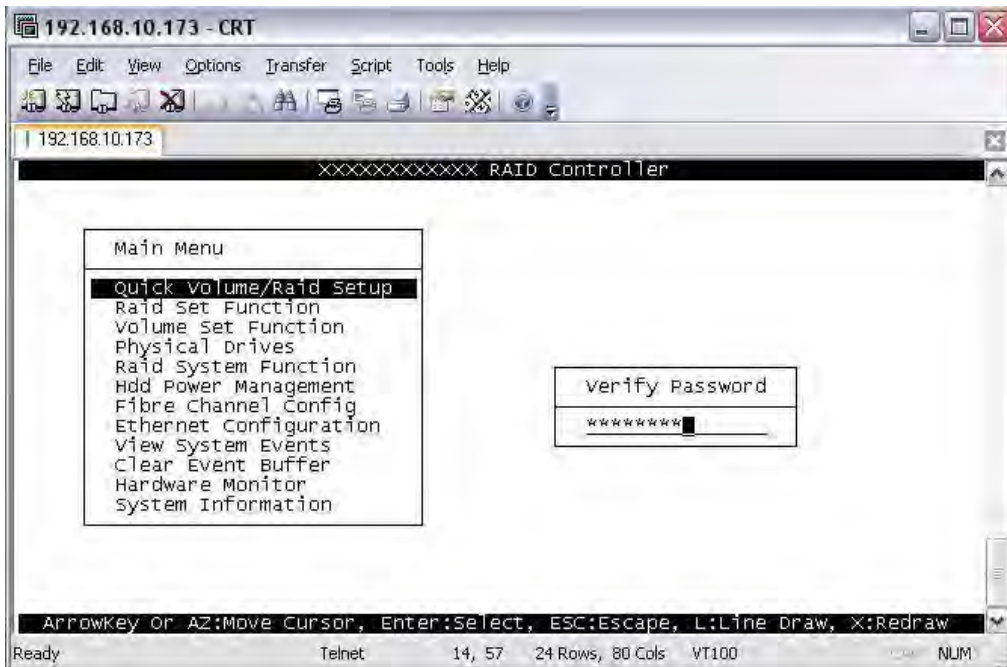 192.168.10.173 - CRT
File Edit View Options Transfer Script Tools Help
192.168.10.173
XXXXXXXXXXXX RAID Controller
Main Menu
Quick Volume/Raid Setup
Raid Set Function
Volume Set Function
Physical Drives
Raid System Function
Hdd Power Management
Fibre Channel Config
Ethernet Configuration
View System Events
Clear Event Buffer
Hardware Monitor
System Information
Verify Password
********
ArrowKey Or AZ:Move Cursor, Enter:Select, ESC:Escape, L:Line Draw, X:Redraw
Ready Telnet 14, 57 24 Rows, 80 Cols VT100 NUM